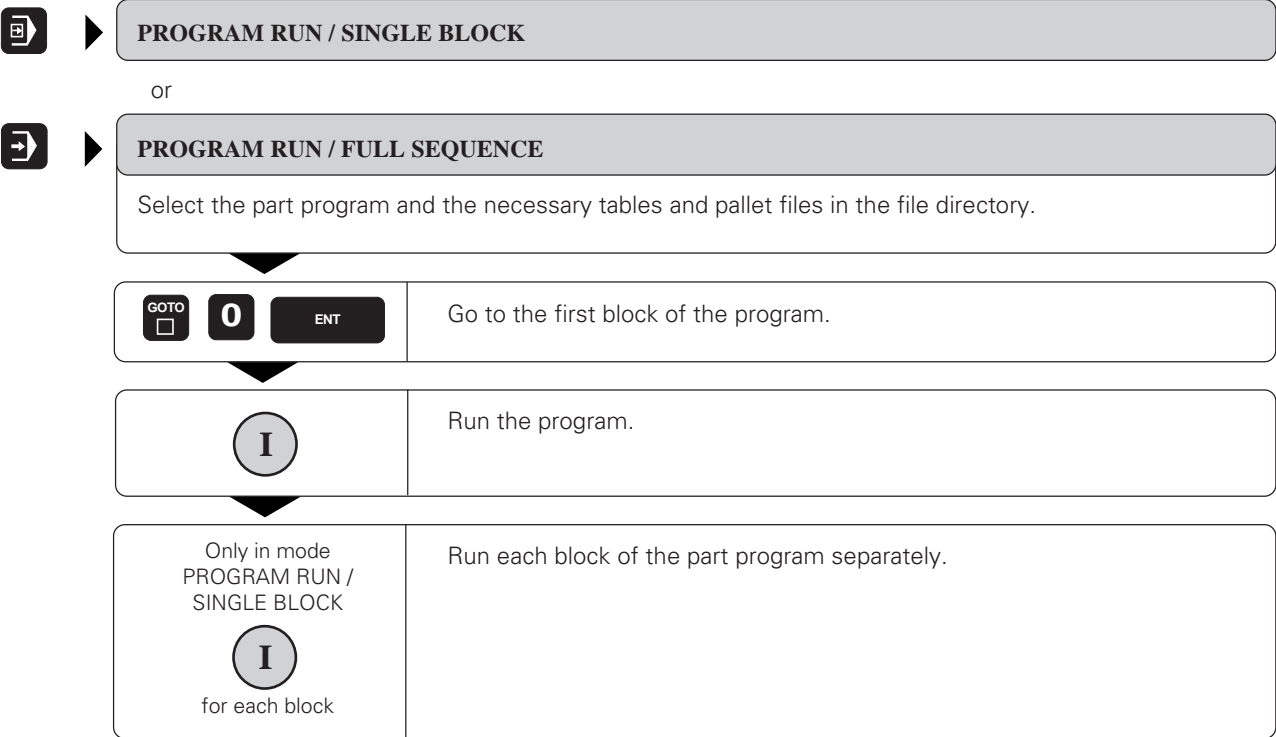 PROGRAM RUN / SINGLE BLOCK
or
PROGRAM RUN / FULL SEQUENCE
Select the part program and the necessary tables and pallet files in the file directory.
GOTO 0 ENT
Go to the first block of the program.
I
Run the program.
Only in mode
PROGRAM RUN /
SINGLE BLOCK
I
for each block
Run each block of the part program separately.